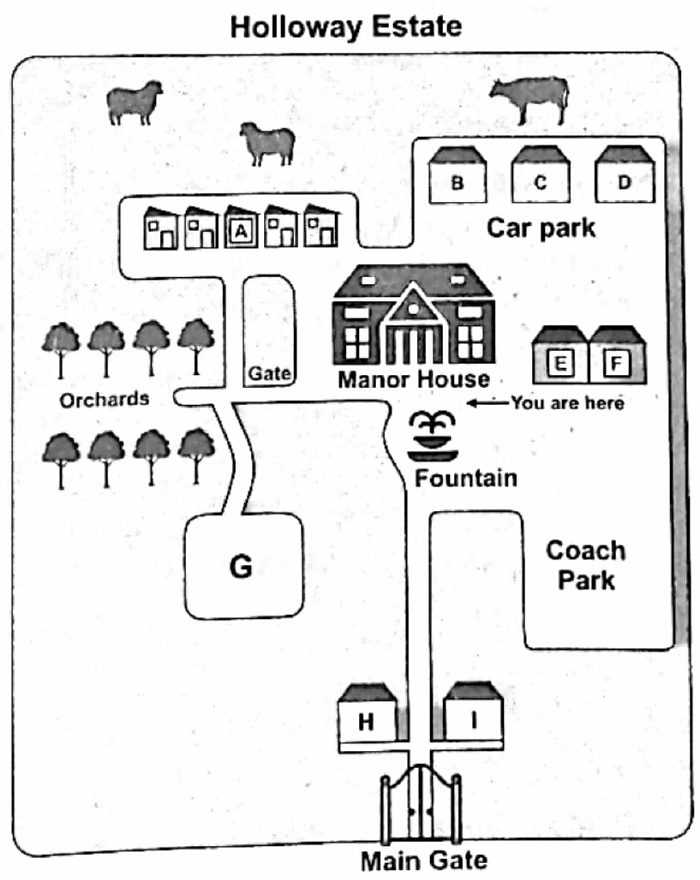 Holloway Estate
B
C
D
A
Car park
E
F
Gate
Manor House
Orchards
You are here
Fountain
Coach
Park
G
H
I
Main Gate